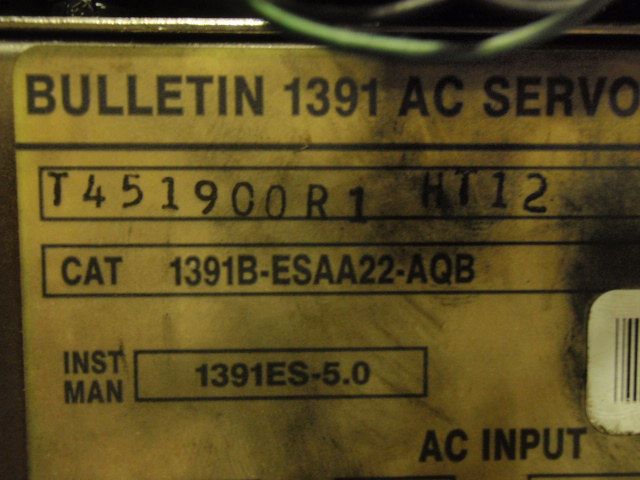 BULLETIN 1391 AC SERVO
T451900R1 HT12
CAT 1391B-ESAA22-AQB
INST MAN 1391ES-5.0
AC INPUT